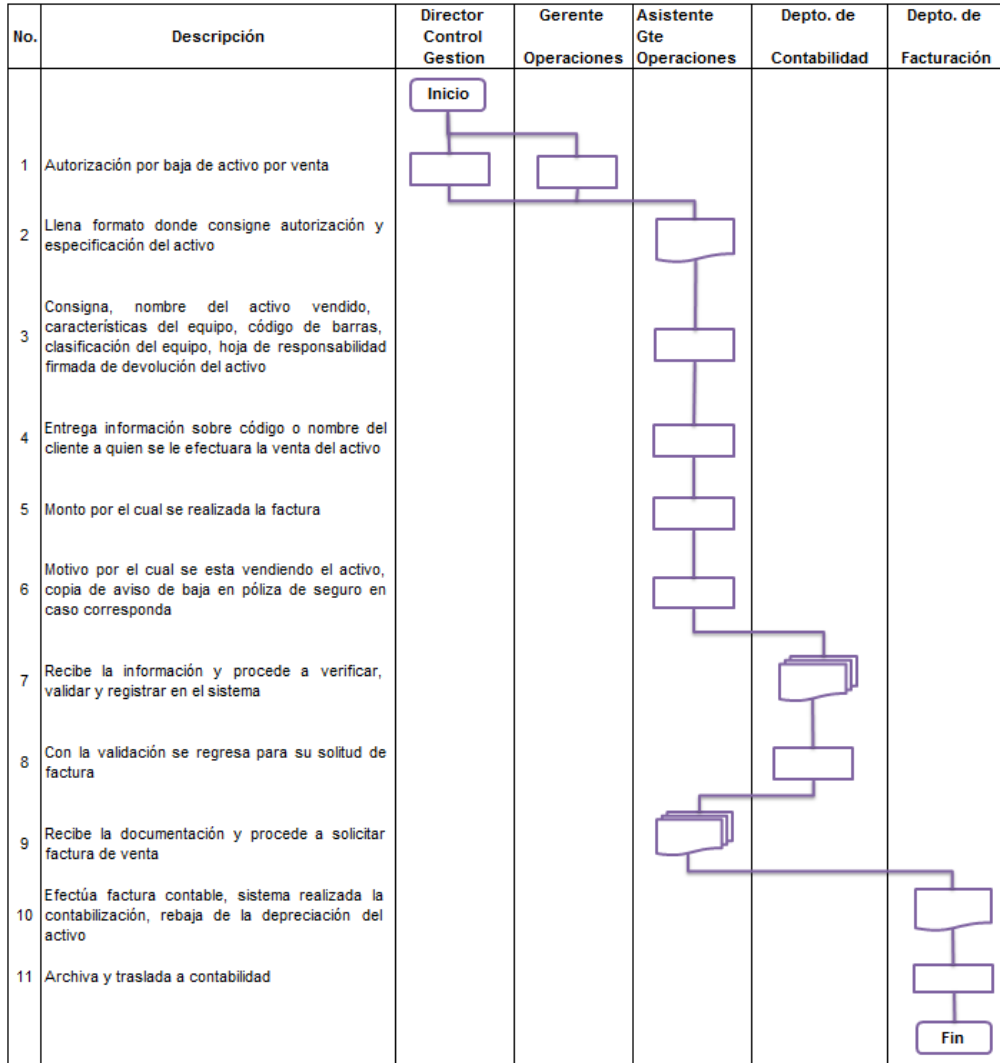 No.
Descripción
Director
Control
Gestion
Gerente
Operaciones
Asistente
Gte
Operaciones
Depto. de
Contabilidad
Depto. de
Facturación
Inicio
1
Autorización por baja de activo por venta
2
Llena formato donde consigne autorización y
especificación del activo
3
Consigna, nombre del activo vendido,
características del equipo, código de barras,
clasificación del equipo, hoja de responsabilidad
firmada de devolución del activo
4
Entrega información sobre código o nombre del
cliente a quien se le efectuara la venta del activo
5
Monto por el cual se realizada la factura
6
Motivo por el cual se esta vendiendo el activo,
copia de aviso de baja en póliza de seguro en
caso corresponda
7
Recibe la información y procede a verificar,
validar y registrar en el sistema
8
Con la validación se regresa para su solitud de
factura
9
Recibe la documentación y procede a solicitar
factura de venta
10
Efectúa factura contable, sistema realizada la
contabilización, rebaja de la depreciación del
activo
11
Archiva y traslada a contabilidad
Fin